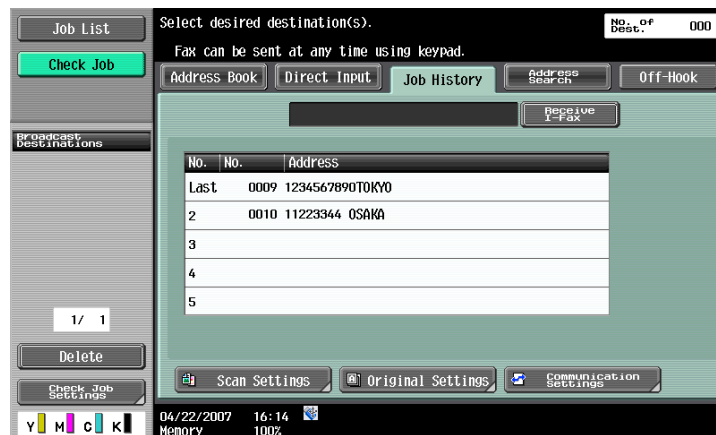 Job List
Check Job
Broadcast
Destinations
1/ 1
Delete
Check Job
Settings
Y M C K
Select desired destination(s).
Fax can be sent at any time using keypad.
No. of
Dest. 000
Address Book Direct Input Job History Address
Search Off-Hook
Receive
I-Fax
No. No. Address
Last 0009 1234567890TOKYO
2 0010 11223344 OSAKA
3
4
5
Scan Settings Original Settings Communication
Settings
04/22/2007 16:14
Memory 100%